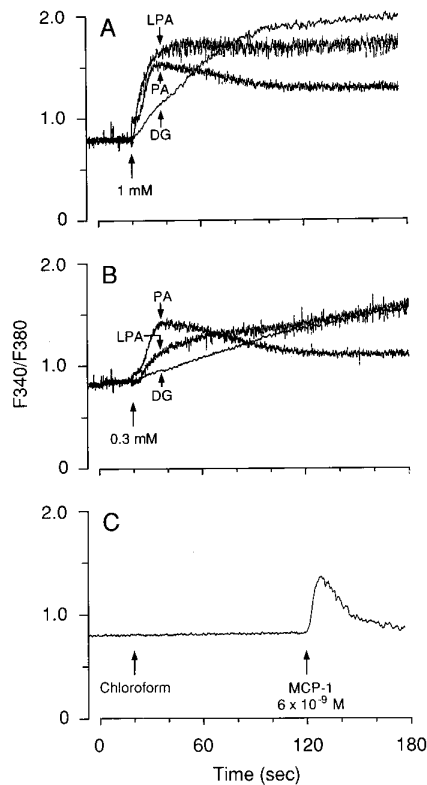 A
LPA
2.0
PA
1.0
DG
1 mM
0
B
2.0
PA
LPA
1.0
DG
0.3 mM
0
F340/F380
C
2.0
1.0
Chloroform
MCP-1
6 x 10⁻⁹ M
0
0 60 120 180
Time (sec)